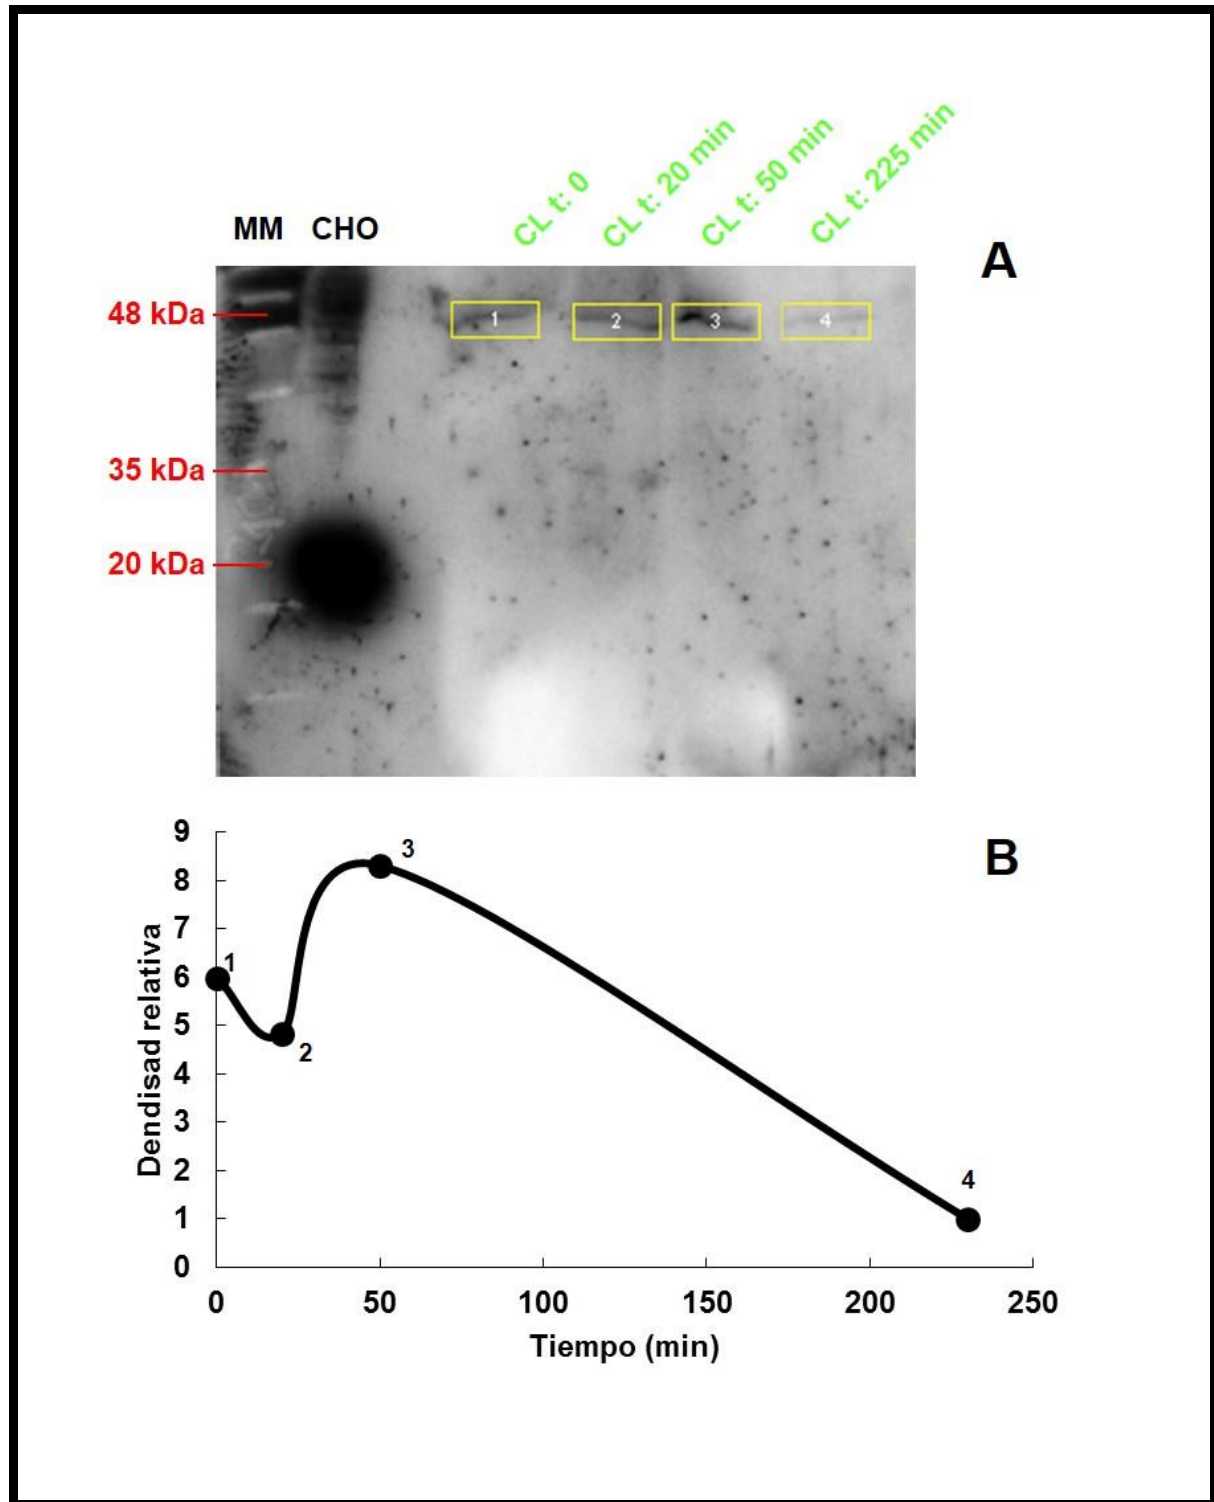 CL t: 0
CL t: 20 min
CL t: 50 min
CL t: 225 min
MM CHO
A
48 kDa
1
2
3
4
35 kDa
20 kDa
B
9
8
7
6
5
4
3
2
1
0
Dendisad relativa
1
2
3
4
0 50 100 150 200 250
Tiempo (min)